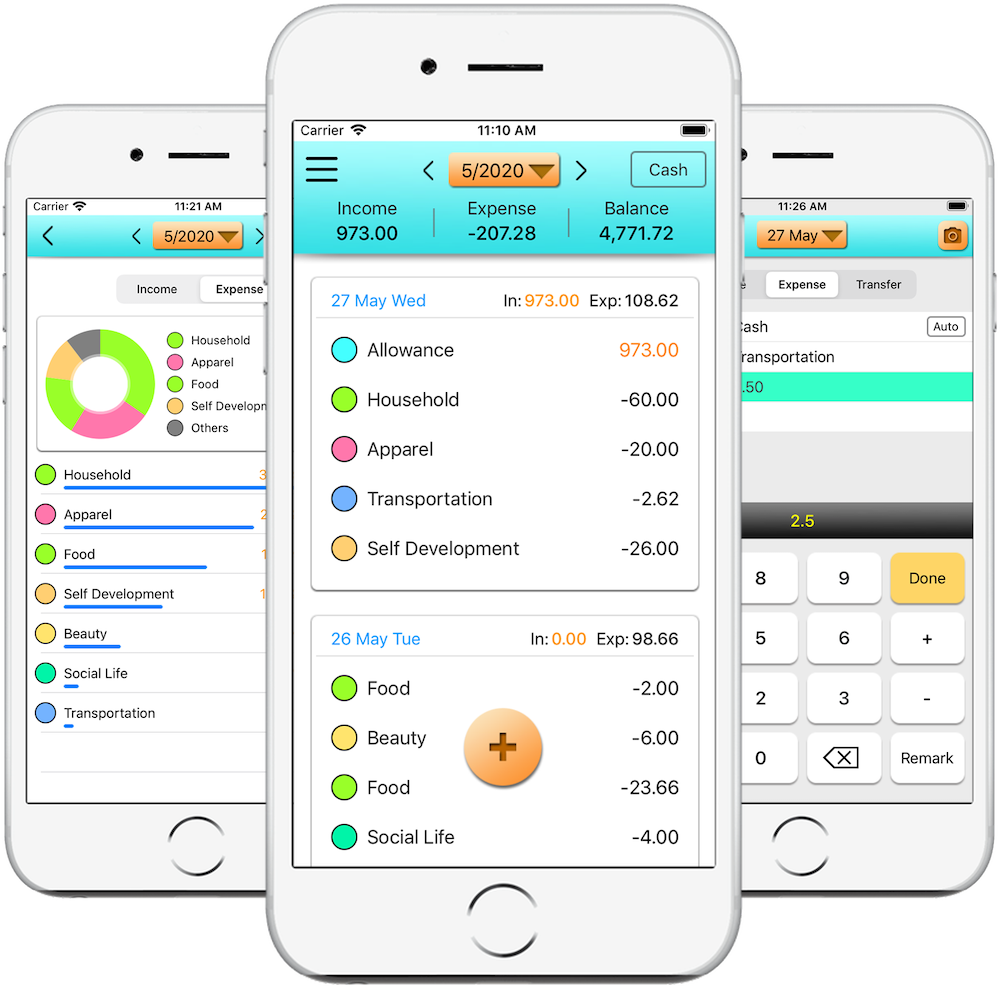 Carrier 11:21 AM
5/2020
Income Expense
Household
Apparel
Food
Self Developm
Others
Household 3
Apparel 2
Food 1
Self Development 1
Beauty
Social Life
Transportation
Carrier 11:10 AM
5/2020 Cash
Income Expense Balance
973.00 -207.28 4,771.72
27 May Wed In: 973.00 Exp: 108.62
Allowance 973.00
Household -60.00
Apparel -20.00
Transportation -2.62
Self Development -26.00
26 May Tue In: 0.00 Exp: 98.66
Food -2.00
Beauty -6.00
+
Food -23.66
Social Life -4.00
11:26 AM
27 May
e Expense Transfer
Cash Auto
ransportation
.50
2.5
8 9 Done
5 6 +
2 3 -
0 Remark